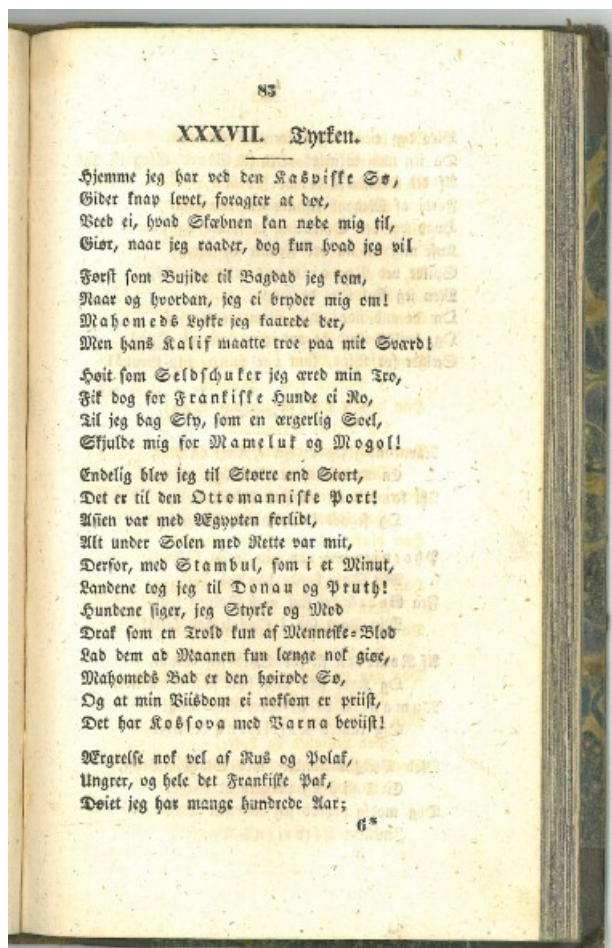 83
XXXVII. Tyrken.
Hjemme jeg har ved den Kaspiske Sø,
Gider knap levet, foragter at døe,
Veed ei, hvad Skæbnen kan nøde mig til,
Giør, naar jeg raader, dog kun hvad jeg vil
Først som Bujide til Bagdad jeg kom,
Naar og hvordan, jeg ei bryder mig om!
Mahomeds Lykke jeg kaarede der,
Men hans Kalif maatte troe paa mit Sværd!
Høit som Seldschuker jeg æred min Tro,
Fik dog for Frankiske Hunde ei Ro,
Til jeg bag Sky, som en ærgerlig Soel,
Skjulde mig for Mameluk og Mogol!
Endelig blev jeg til Større end Stort,
Det er til den Ottomanniske Port!
Asien var med Ægypten forlidt,
Alt under Solen med Rette var mit,
Derfor, med Stambul, som i et Minut,
Landene tog jeg til Donau og Pruth!
Hundene siger, jeg Styrke og Mod
Drak som en Trold kun af Menneske-Blod
Lad dem ad Maanen kun længe nok giøe,
Mahomeds Bad er den høirøde Sø,
Og at min Viisdom ei noksom er priist,
Det har Kossova med Varna beviist!
Ærgrelse nok vel af Rus og Polak,
Ungrer, og hele det Frankiske Pak,
Døiet jeg har mange hundrede Aar;
6*